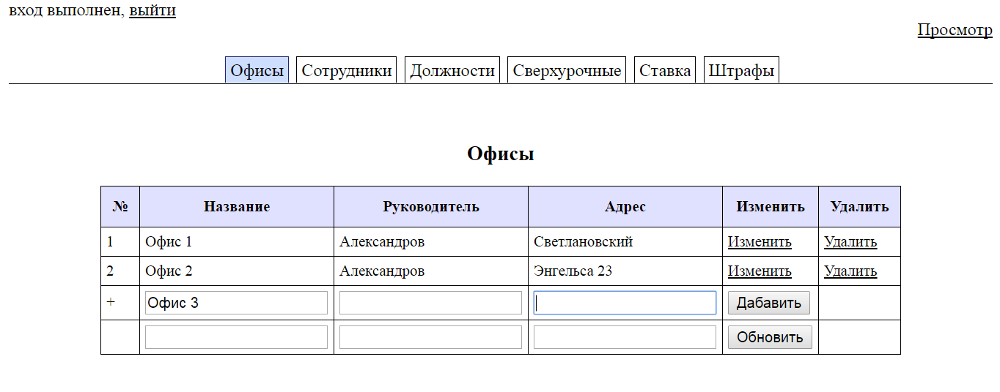 вход выполнен, выйти
Просмотр
Офисы Сотрудники Должности Сверхурочные Ставка Штрафы
Офисы
№ Название Руководитель Адрес Изменить Удалить
1 Офис 1 Александров Светлановский Изменить Удалить
2 Офис 2 Александров Энгельса 23 Изменить Удалить
+ Офис 3 Дабавить
Обновить